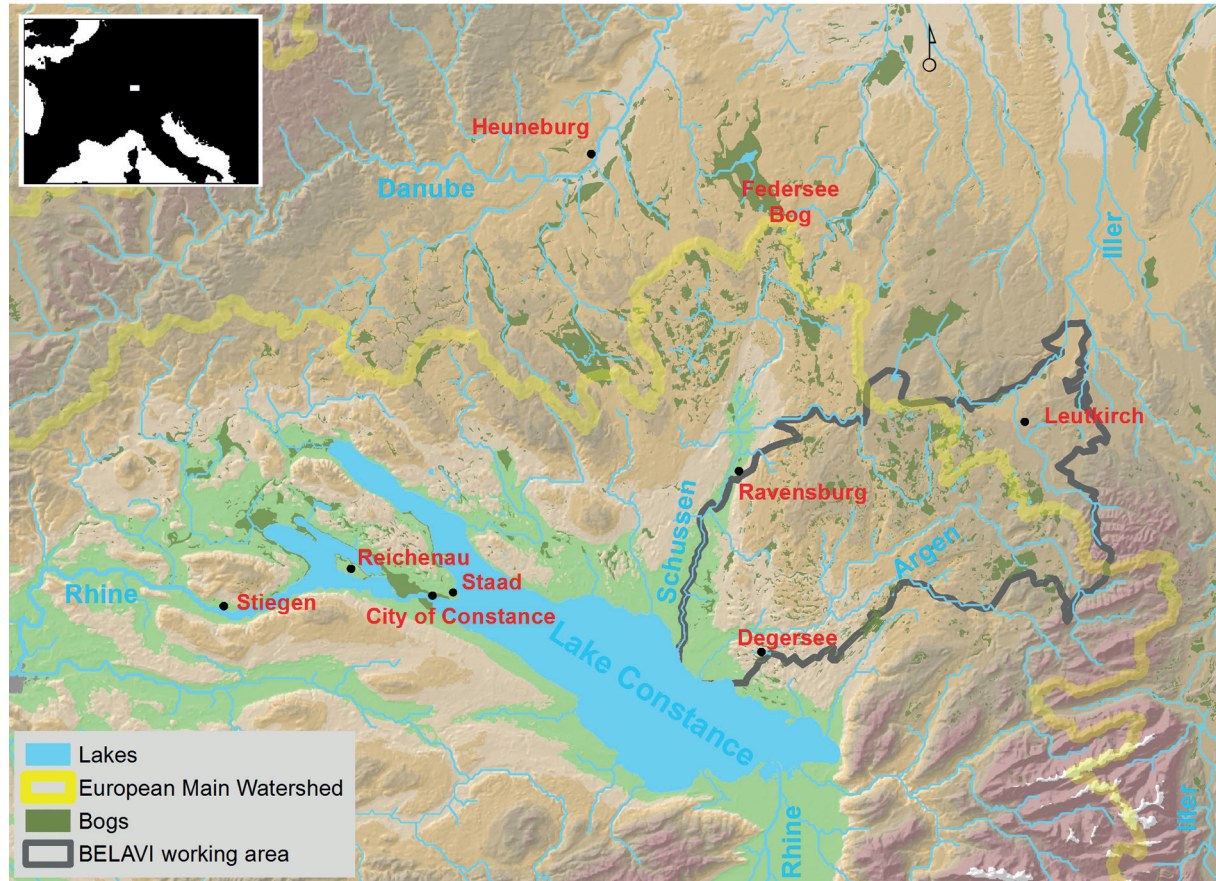 Heuneburg
Danube
Federsee
Bog
Iller
Leutkirch
Ravensburg
Schussen
Argen
Reichenau
Staad
Rhine
Stiegen
City of Constance
Degersee
Lake Constance
Lakes
European Main Watershed
Bogs
BELAVI working area
Rhine
Iller